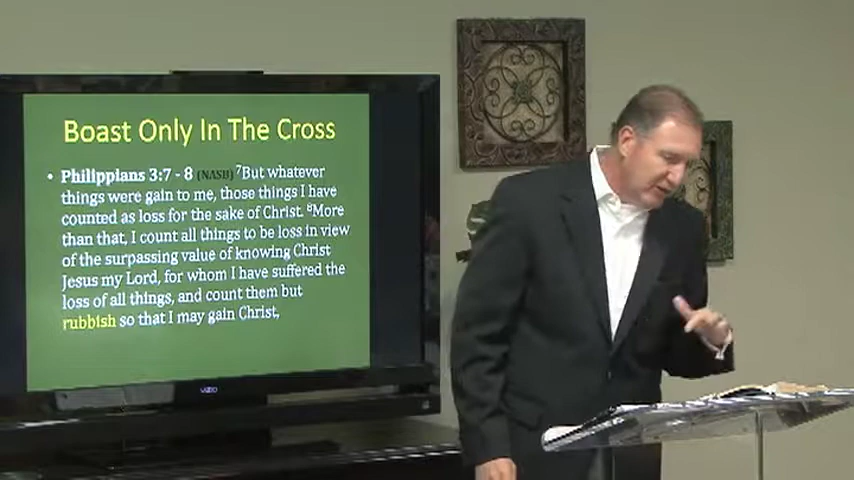 Boast Only In The Cross
• Philippians 3:7 - 8 (NASB) ⁷But whatever
things were gain to me, those things I have
counted as loss for the sake of Christ. ⁸More
than that, I count all things to be loss in view
of the surpassing value of knowing Christ
Jesus my Lord, for whom I have suffered the
loss of all things, and count them but
rubbish so that I may gain Christ,
VIZIO